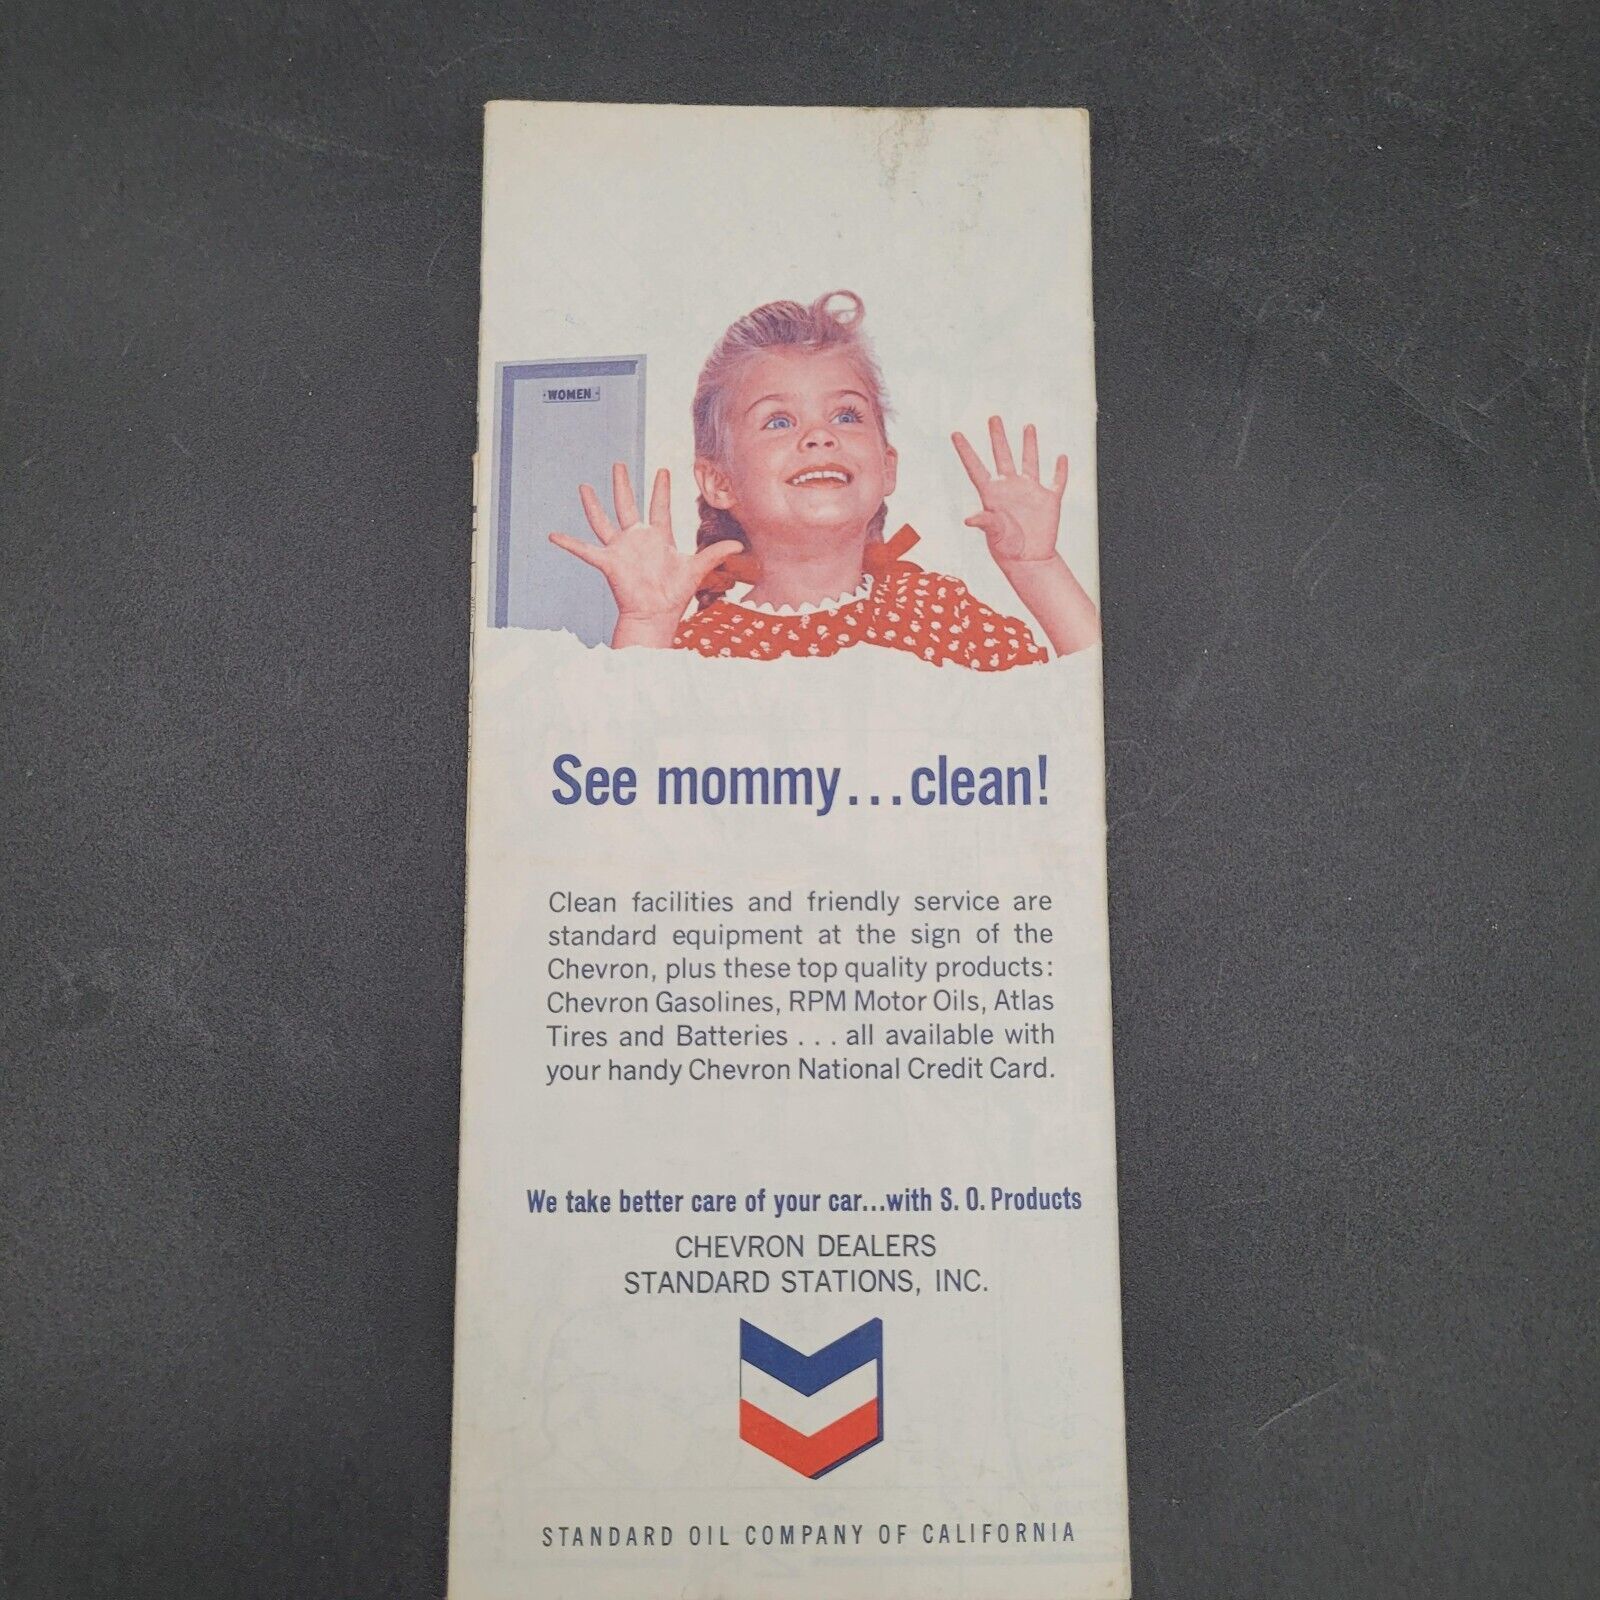 WOMEN
See mommy...clean!
Clean facilities and friendly service are
standard equipment at the sign of the
Chevron, plus these top quality products:
Chevron Gasolines, RPM Motor Oils, Atlas
Tires and Batteries . . . all available with
your handy Chevron National Credit Card.
We take better care of your car...with S. O. Products
CHEVRON DEALERS
STANDARD STATIONS, INC.
STANDARD OIL COMPANY OF CALIFORNIA